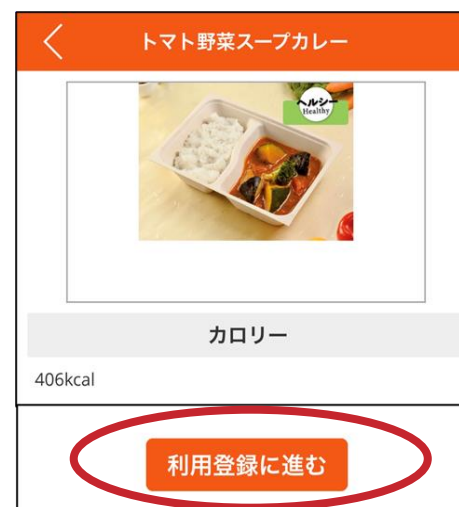 トマト野菜スープカレー
ヘルシー
Healthy
カロリー
406kcal
利用登録に進む